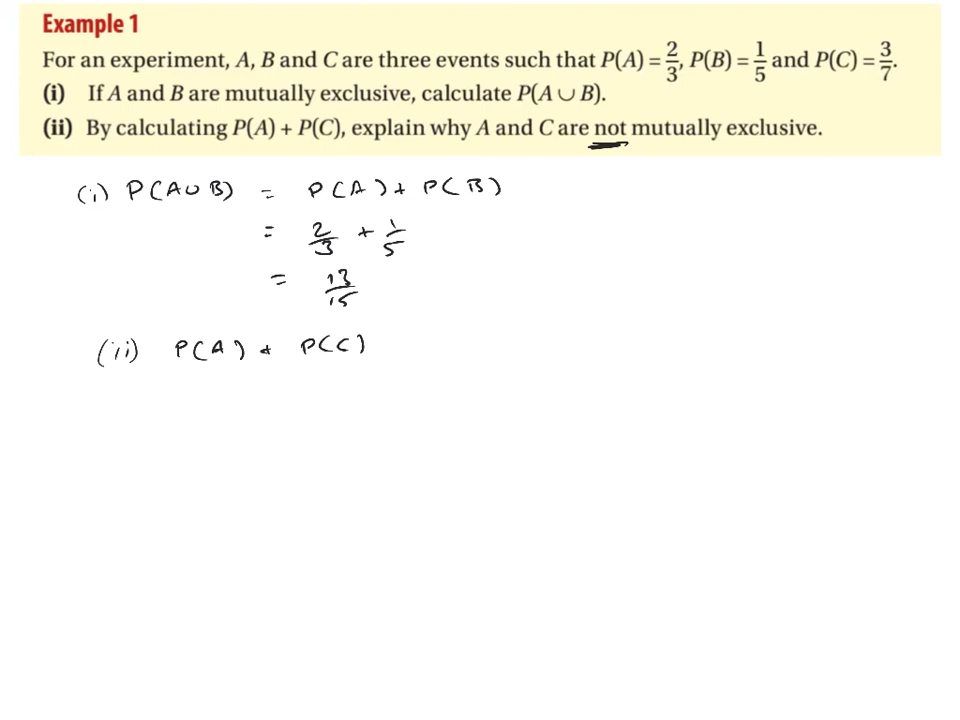 Example 1
For an experiment, A, B and C are three events such that P(A) = 2/3, P(B) = 1/5 and P(C) = 3/7.
(i) If A and B are mutually exclusive, calculate P(A ∪ B).
(ii) By calculating P(A) + P(C), explain why A and C are not mutually exclusive.
(i) P(A∪B) = P(A) + P(B)
= 2/3 + 1/5
= 13/15
(ii) P(A) + P(C)